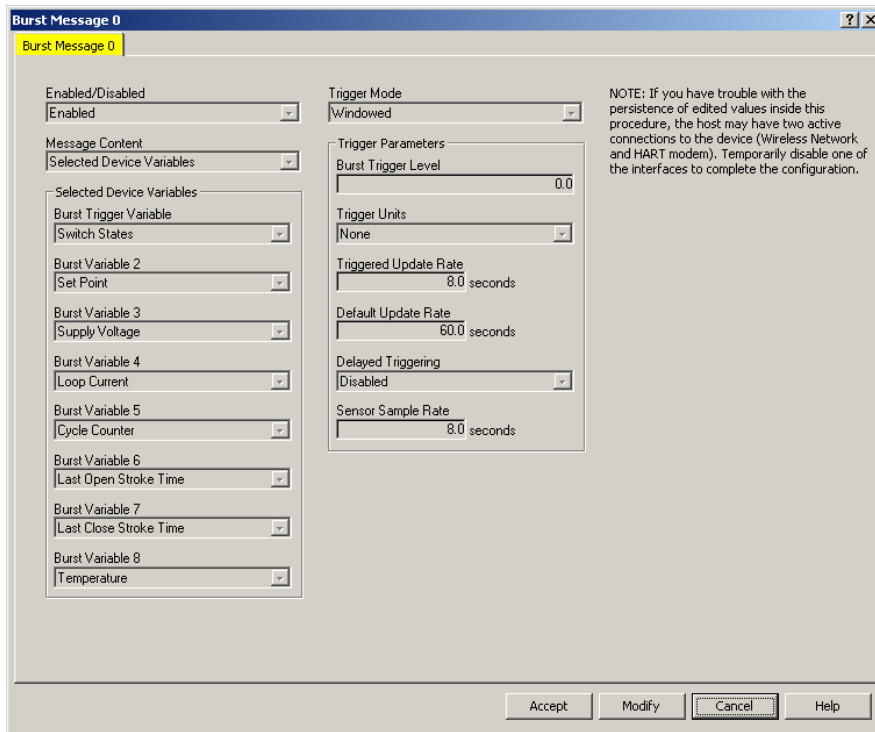 Burst Message 0
Burst Message 0
Enabled/Disabled
Enabled
Message Content
Selected Device Variables
Selected Device Variables
Burst Trigger Variable
Switch States
Burst Variable 2
Set Point
Burst Variable 3
Supply Voltage
Burst Variable 4
Loop Current
Burst Variable 5
Cycle Counter
Burst Variable 6
Last Open Stroke Time
Burst Variable 7
Last Close Stroke Time
Burst Variable 8
Temperature
Trigger Mode
Windowed
Trigger Parameters
Burst Trigger Level
0.0
Trigger Units
None
Triggered Update Rate
8.0 seconds
Default Update Rate
60.0 seconds
Delayed Triggering
Disabled
Sensor Sample Rate
8.0 seconds
NOTE: If you have trouble with the
persistence of edited values inside this
procedure, the host may have two active
connections to the device (Wireless Network
and HART modem). Temporarily disable one of
the interfaces to complete the configuration.
Accept
Modify
Cancel
Help